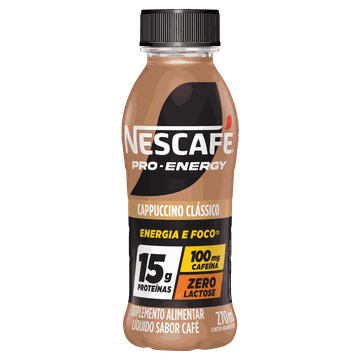 NESCAFÉ
PRO-ENERGY
CAPPUCCINO CLÁSSICO
ENERGIA E FOCO
15g
PROTEÍNAS
100mg
CAFEÍNA
ZERO
LACTOSE
SUPLEMENTO ALIMENTAR
LÍQUIDO SABOR CAFÉ
270ml